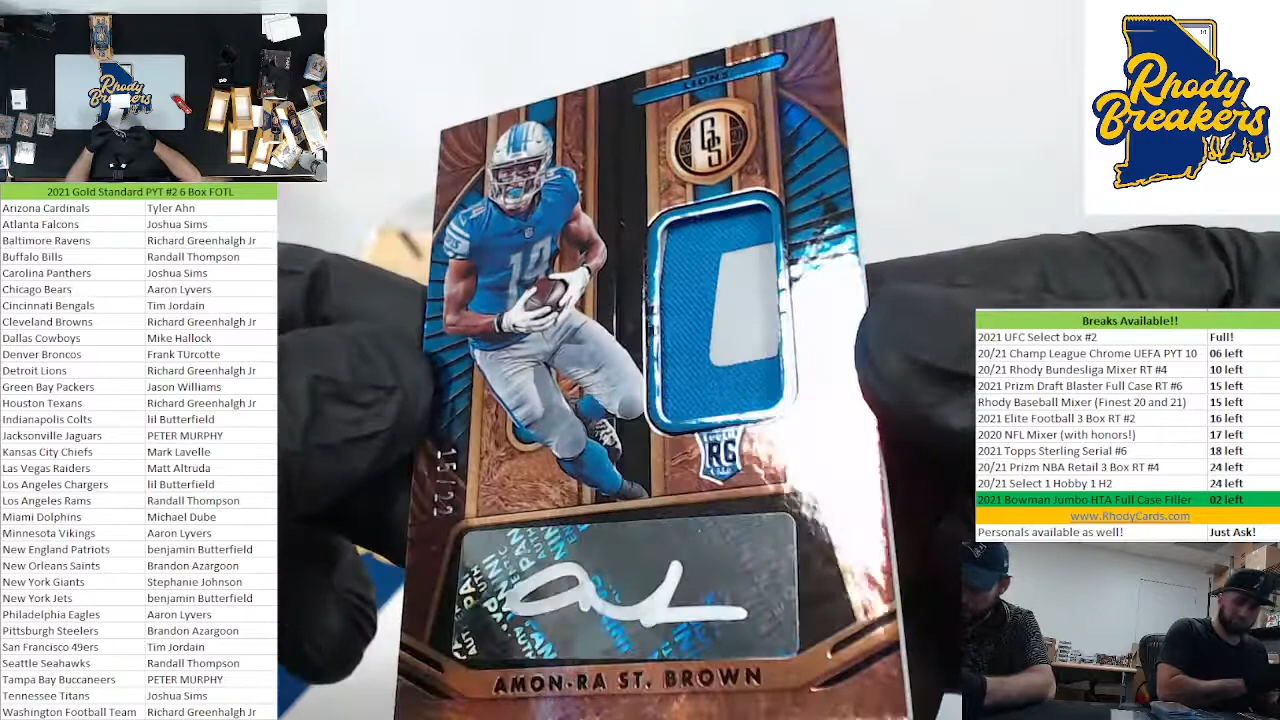 Rhody
Breakers
2021 Gold Standard PYT #2 6 Box FOTL
Arizona Cardinals Tyler Ahn
Atlanta Falcons Joshua Sims
Baltimore Ravens Richard Greenhalgh Jr
Buffalo Bills Randall Thompson
Carolina Panthers Joshua Sims
Chicago Bears Aaron Lyvers
Cincinnati Bengals Tim Jordain
Cleveland Browns Richard Greenhalgh Jr
Dallas Cowboys Mike Hallock
Denver Broncos Frank TUrcotte
Detroit Lions Richard Greenhalgh Jr
Green Bay Packers Jason Williams
Houston Texans Richard Greenhalgh Jr
Indianapolis Colts lil Butterfield
Jacksonville Jaguars PETER MURPHY
Kansas City Chiefs Mark Lavelle
Las Vegas Raiders Matt Altruda
Los Angeles Chargers lil Butterfield
Los Angeles Rams Randall Thompson
Miami Dolphins Michael Dube
Minnesota Vikings Aaron Lyvers
New England Patriots benjamin Butterfield
New Orleans Saints Brandon Azargoon
New York Giants Stephanie Johnson
New York Jets benjamin Butterfield
Philadelphia Eagles Aaron Lyvers
Pittsburgh Steelers Brandon Azargoon
San Francisco 49ers Tim Jordain
Seattle Seahawks Randall Thompson
Tampa Bay Buccaneers PETER MURPHY
Tennessee Titans Joshua Sims
Washington Football Team Richard Greenhalgh Jr
LIONS
20 GS 21
RG
15/22
AMON-RA ST. BROWN
Rhody
Breakers
Breaks Available!!
2021 UFC Select box #2 Full!
20/21 Champ League Chrome UEFA PYT 10 06 left
20/21 Rhody Bundesliga Mixer RT #4 10 left
2021 Prizm Draft Blaster Full Case RT #6 15 left
Rhody Baseball Mixer (Finest 20 and 21) 15 left
2021 Elite Football 3 Box RT #2 16 left
2020 NFL Mixer (with honors!) 17 left
2021 Topps Sterling Serial #6 18 left
20/21 Prizm NBA Retail 3 Box RT #4 24 left
20/21 Select 1 Hobby 1 H2 24 left
2021 Bowman Jumbo HTA Full Case Filler 02 left
www.RhodyCards.com
Personals available as well! Just Ask!